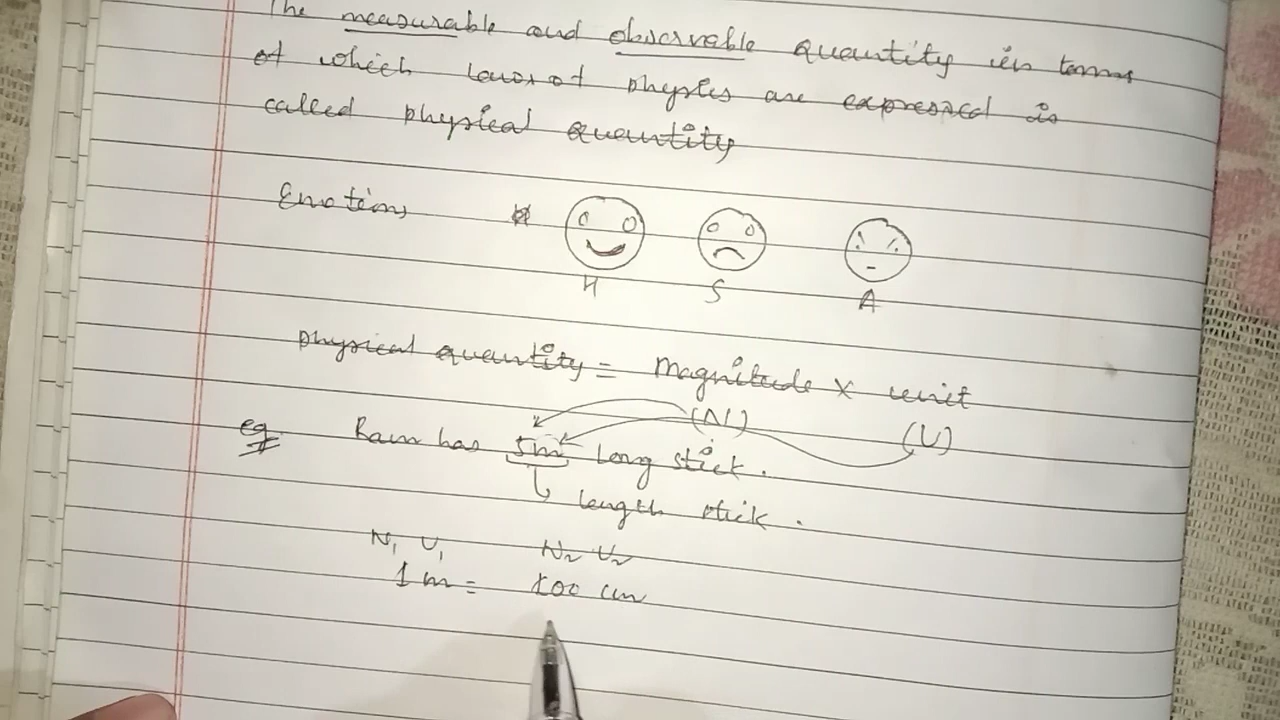 The measurable and observable quantity in terms
of which laws of physics are expressed is
called physical quantity
Emotions
H S A
physical quantity = Magnitude × unit
(N) (U)
eg. Ram has 5m long stick.
length stick.
N₁ U₁ N₂ U₂
1 m = 100 cm